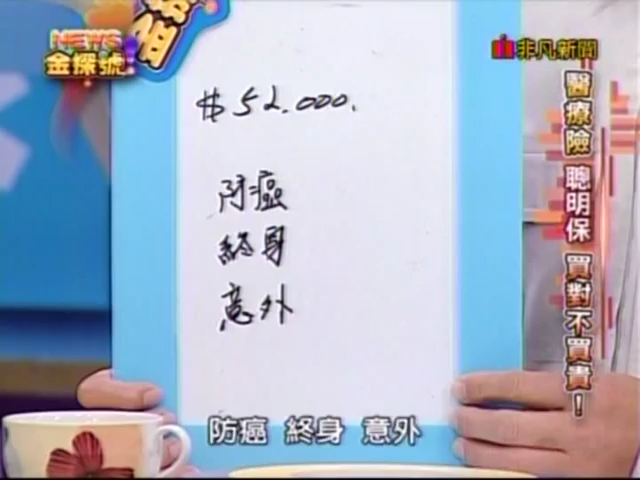 NEWS
金探號
非凡新聞
$52.000.
防癌
終身
意外
醫療險 聰明保 買對不買貴！
防癌 終身 意外